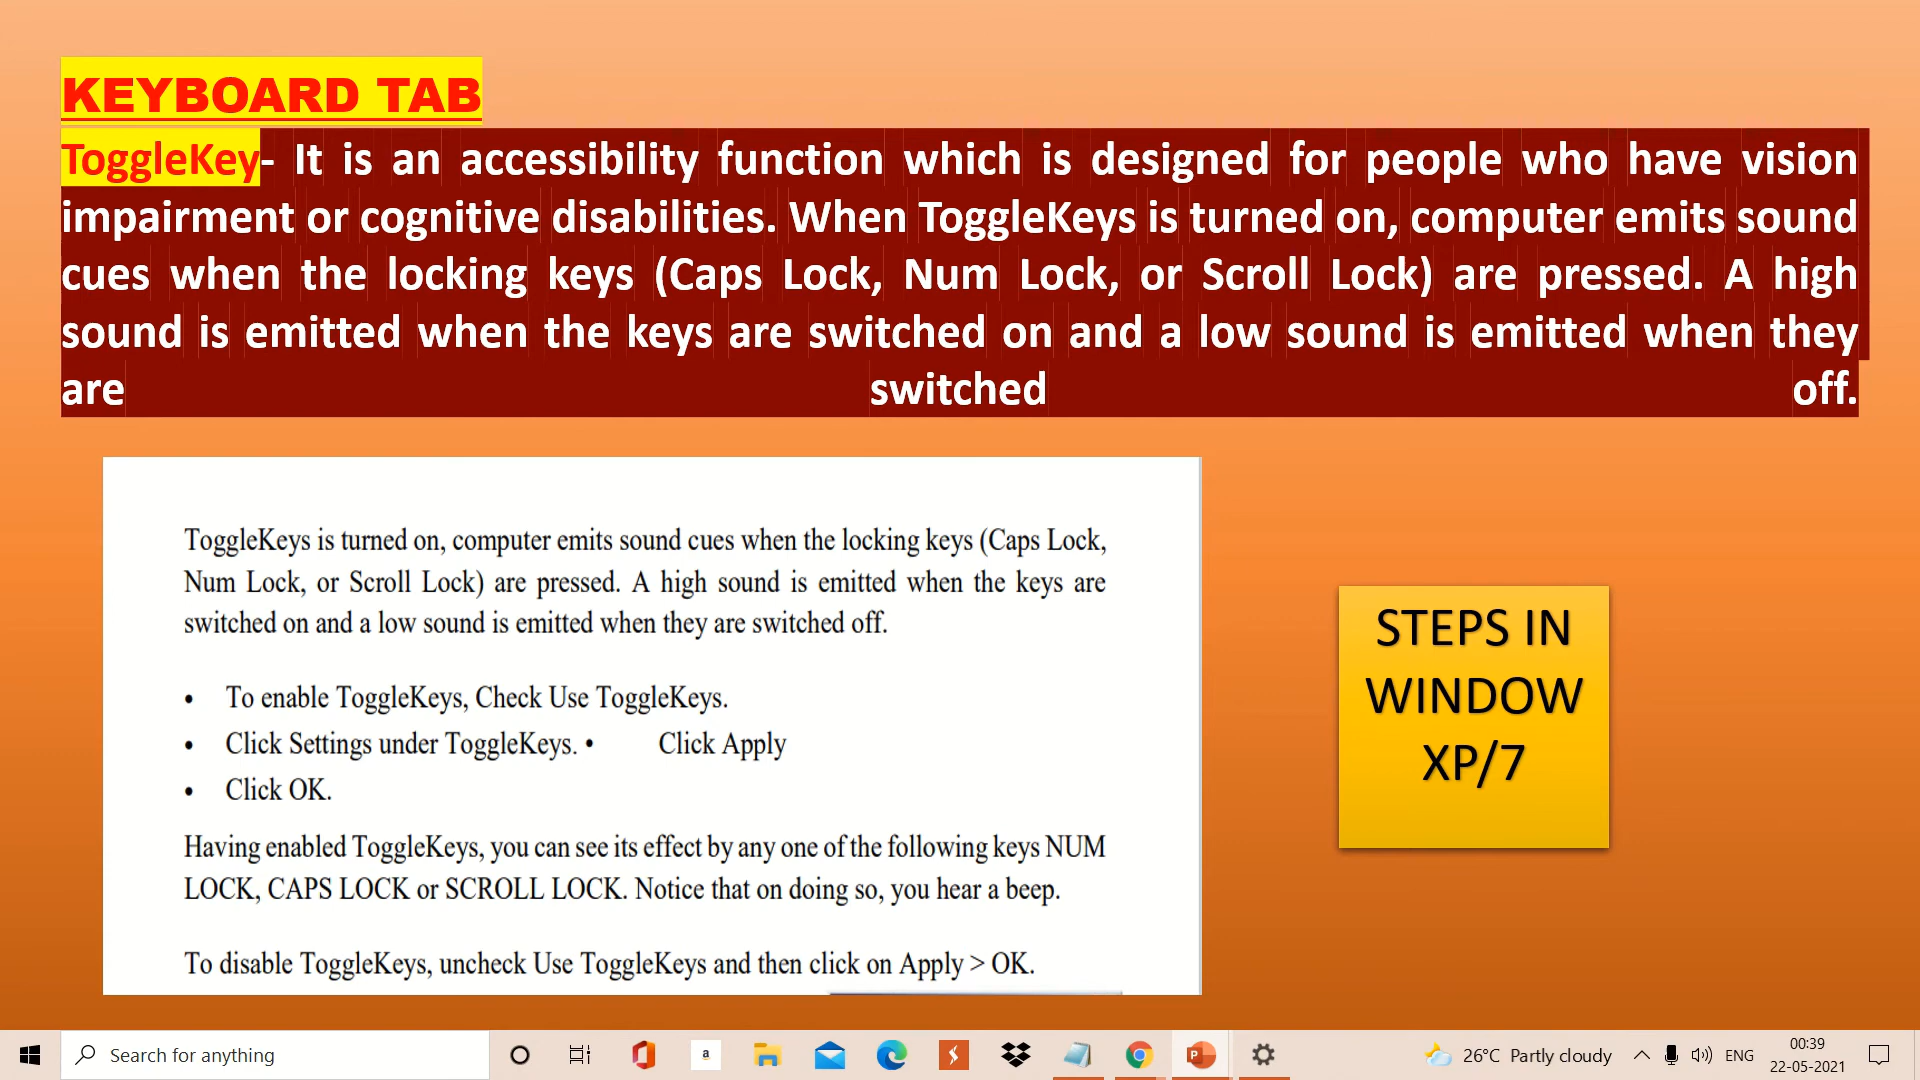 KEYBOARD TAB
ToggleKey- It is an accessibility function which is designed for people who have vision
impairment or cognitive disabilities. When ToggleKeys is turned on, computer emits sound
cues when the locking keys (Caps Lock, Num Lock, or Scroll Lock) are pressed. A high
sound is emitted when the keys are switched on and a low sound is emitted when they
are switched off.
ToggleKeys is turned on, computer emits sound cues when the locking keys (Caps Lock,
Num Lock, or Scroll Lock) are pressed. A high sound is emitted when the keys are
switched on and a low sound is emitted when they are switched off.
• To enable ToggleKeys, Check Use ToggleKeys.
• Click Settings under ToggleKeys. • Click Apply
• Click OK.
Having enabled ToggleKeys, you can see its effect by any one of the following keys NUM
LOCK, CAPS LOCK or SCROLL LOCK. Notice that on doing so, you hear a beep.
To disable ToggleKeys, uncheck Use ToggleKeys and then click on Apply > OK.
STEPS IN
WINDOW
XP/7
Search for anything
a
P
26°C Partly cloudy
ENG
00:39
22-05-2021